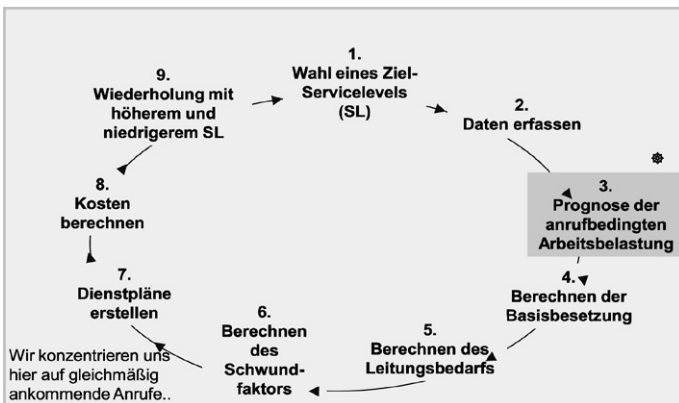 1.
Wahl eines Ziel-
Servicelevels
(SL)
2.
Daten erfassen
3.
Prognose der
anrufbedingten
Arbeitsbelastung
4.
Berechnen der
Basisbesetzung
5.
Berechnen des
Leitungsbedarfs
6.
Berechnen
des
Schwund-
faktors
7.
Dienstpläne
erstellen
8.
Kosten
berechnen
9.
Wiederholung mit
höherem und
niedrigerem SL
Wir konzentrieren uns
hier auf gleichmäßig
ankommende Anrufe..